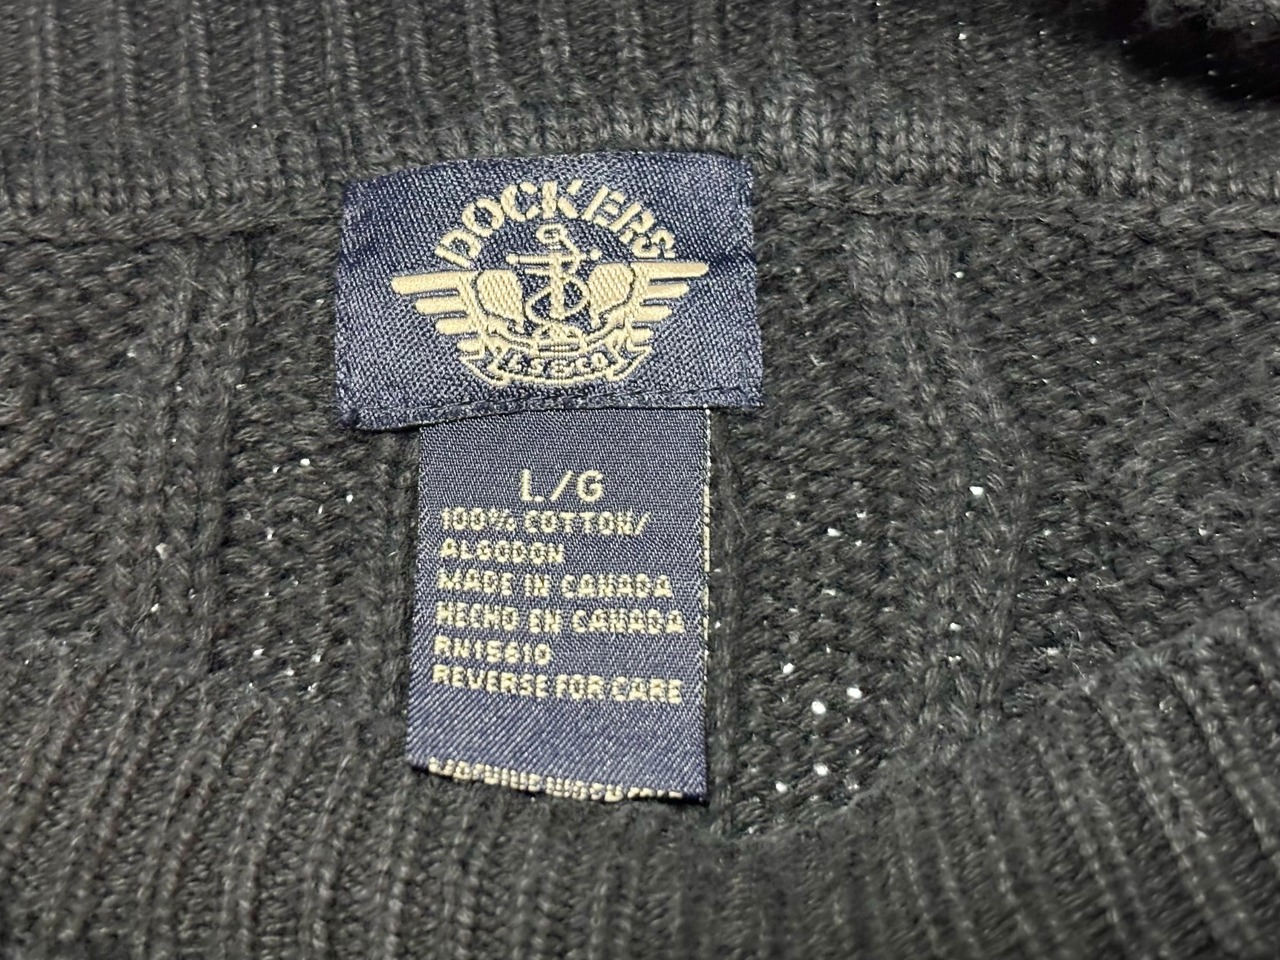 DOCKERS
L/G
100% COTTON/
ALGODON
MADE IN CANADA
HECHO EN CANADA
RN15610
REVERSE FOR CARE